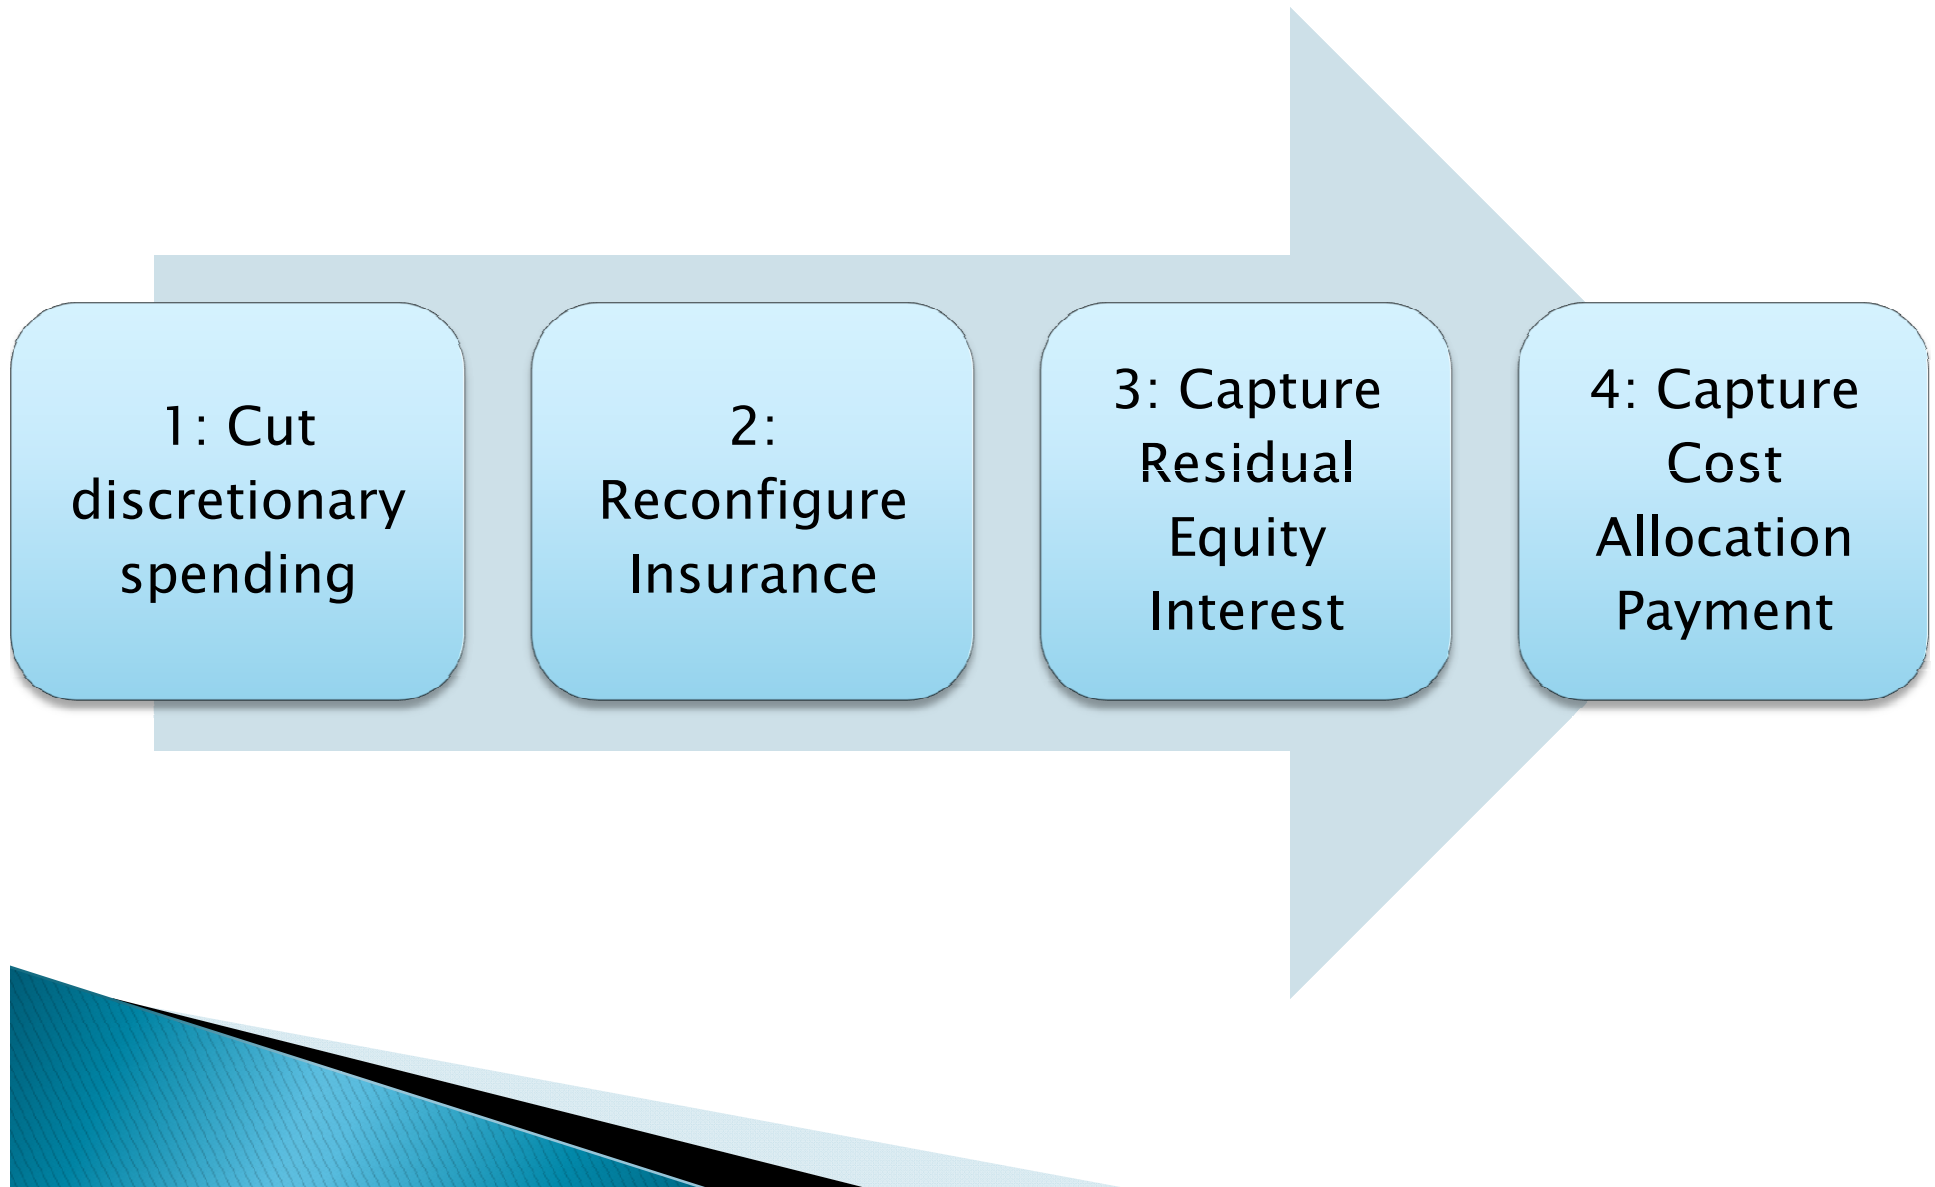 1: Cut
discretionary
spending
2:
Reconfigure
Insurance
3: Capture
Residual
Equity
Interest
4: Capture
Cost
Allocation
Payment